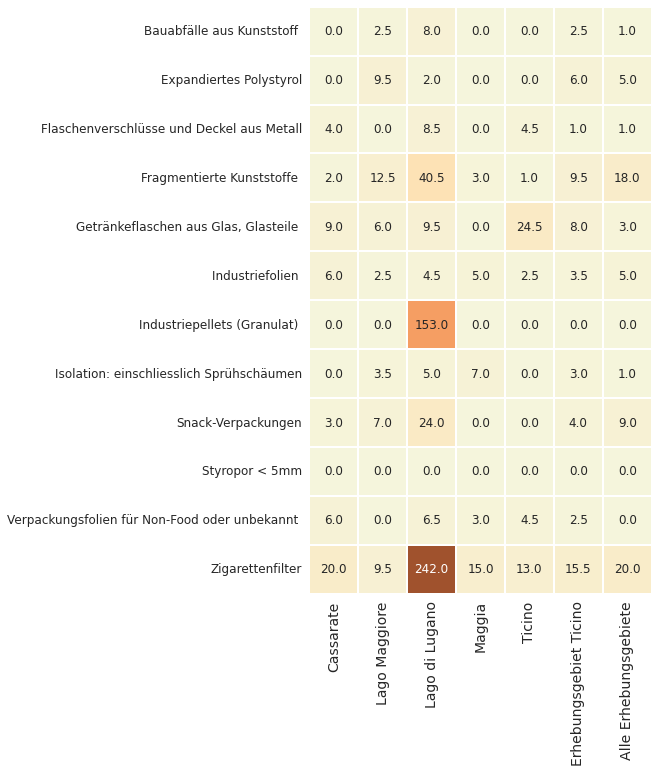 Bauabfälle aus Kunststoff 0.0 2.5 8.0 0.0 0.0 2.5 1.0
Expandiertes Polystyrol 0.0 9.5 2.0 0.0 0.0 6.0 5.0
Flaschenverschlüsse und Deckel aus Metall 4.0 0.0 8.5 0.0 4.5 1.0 1.0
Fragmentierte Kunststoffe 2.0 12.5 40.5 3.0 1.0 9.5 18.0
Getränkeflaschen aus Glas, Glasteile 9.0 6.0 9.5 0.0 24.5 8.0 3.0
Industriefolien 6.0 2.5 4.5 5.0 2.5 3.5 5.0
Industriepellets (Granulat) 0.0 0.0 153.0 0.0 0.0 0.0 0.0
Isolation: einschliesslich Sprühschäumen 0.0 3.5 5.0 7.0 0.0 3.0 1.0
Snack-Verpackungen 3.0 7.0 24.0 0.0 0.0 4.0 9.0
Styropor < 5mm 0.0 0.0 0.0 0.0 0.0 0.0 0.0
Verpackungsfolien für Non-Food oder unbekannt 6.0 0.0 6.5 3.0 4.5 2.5 0.0
Zigarettenfilter 20.0 9.5 242.0 15.0 13.0 15.5 20.0
Cassarate
Lago Maggiore
Lago di Lugano
Maggia
Ticino
Erhebungsgebiet Ticino
Alle Erhebungsgebiete